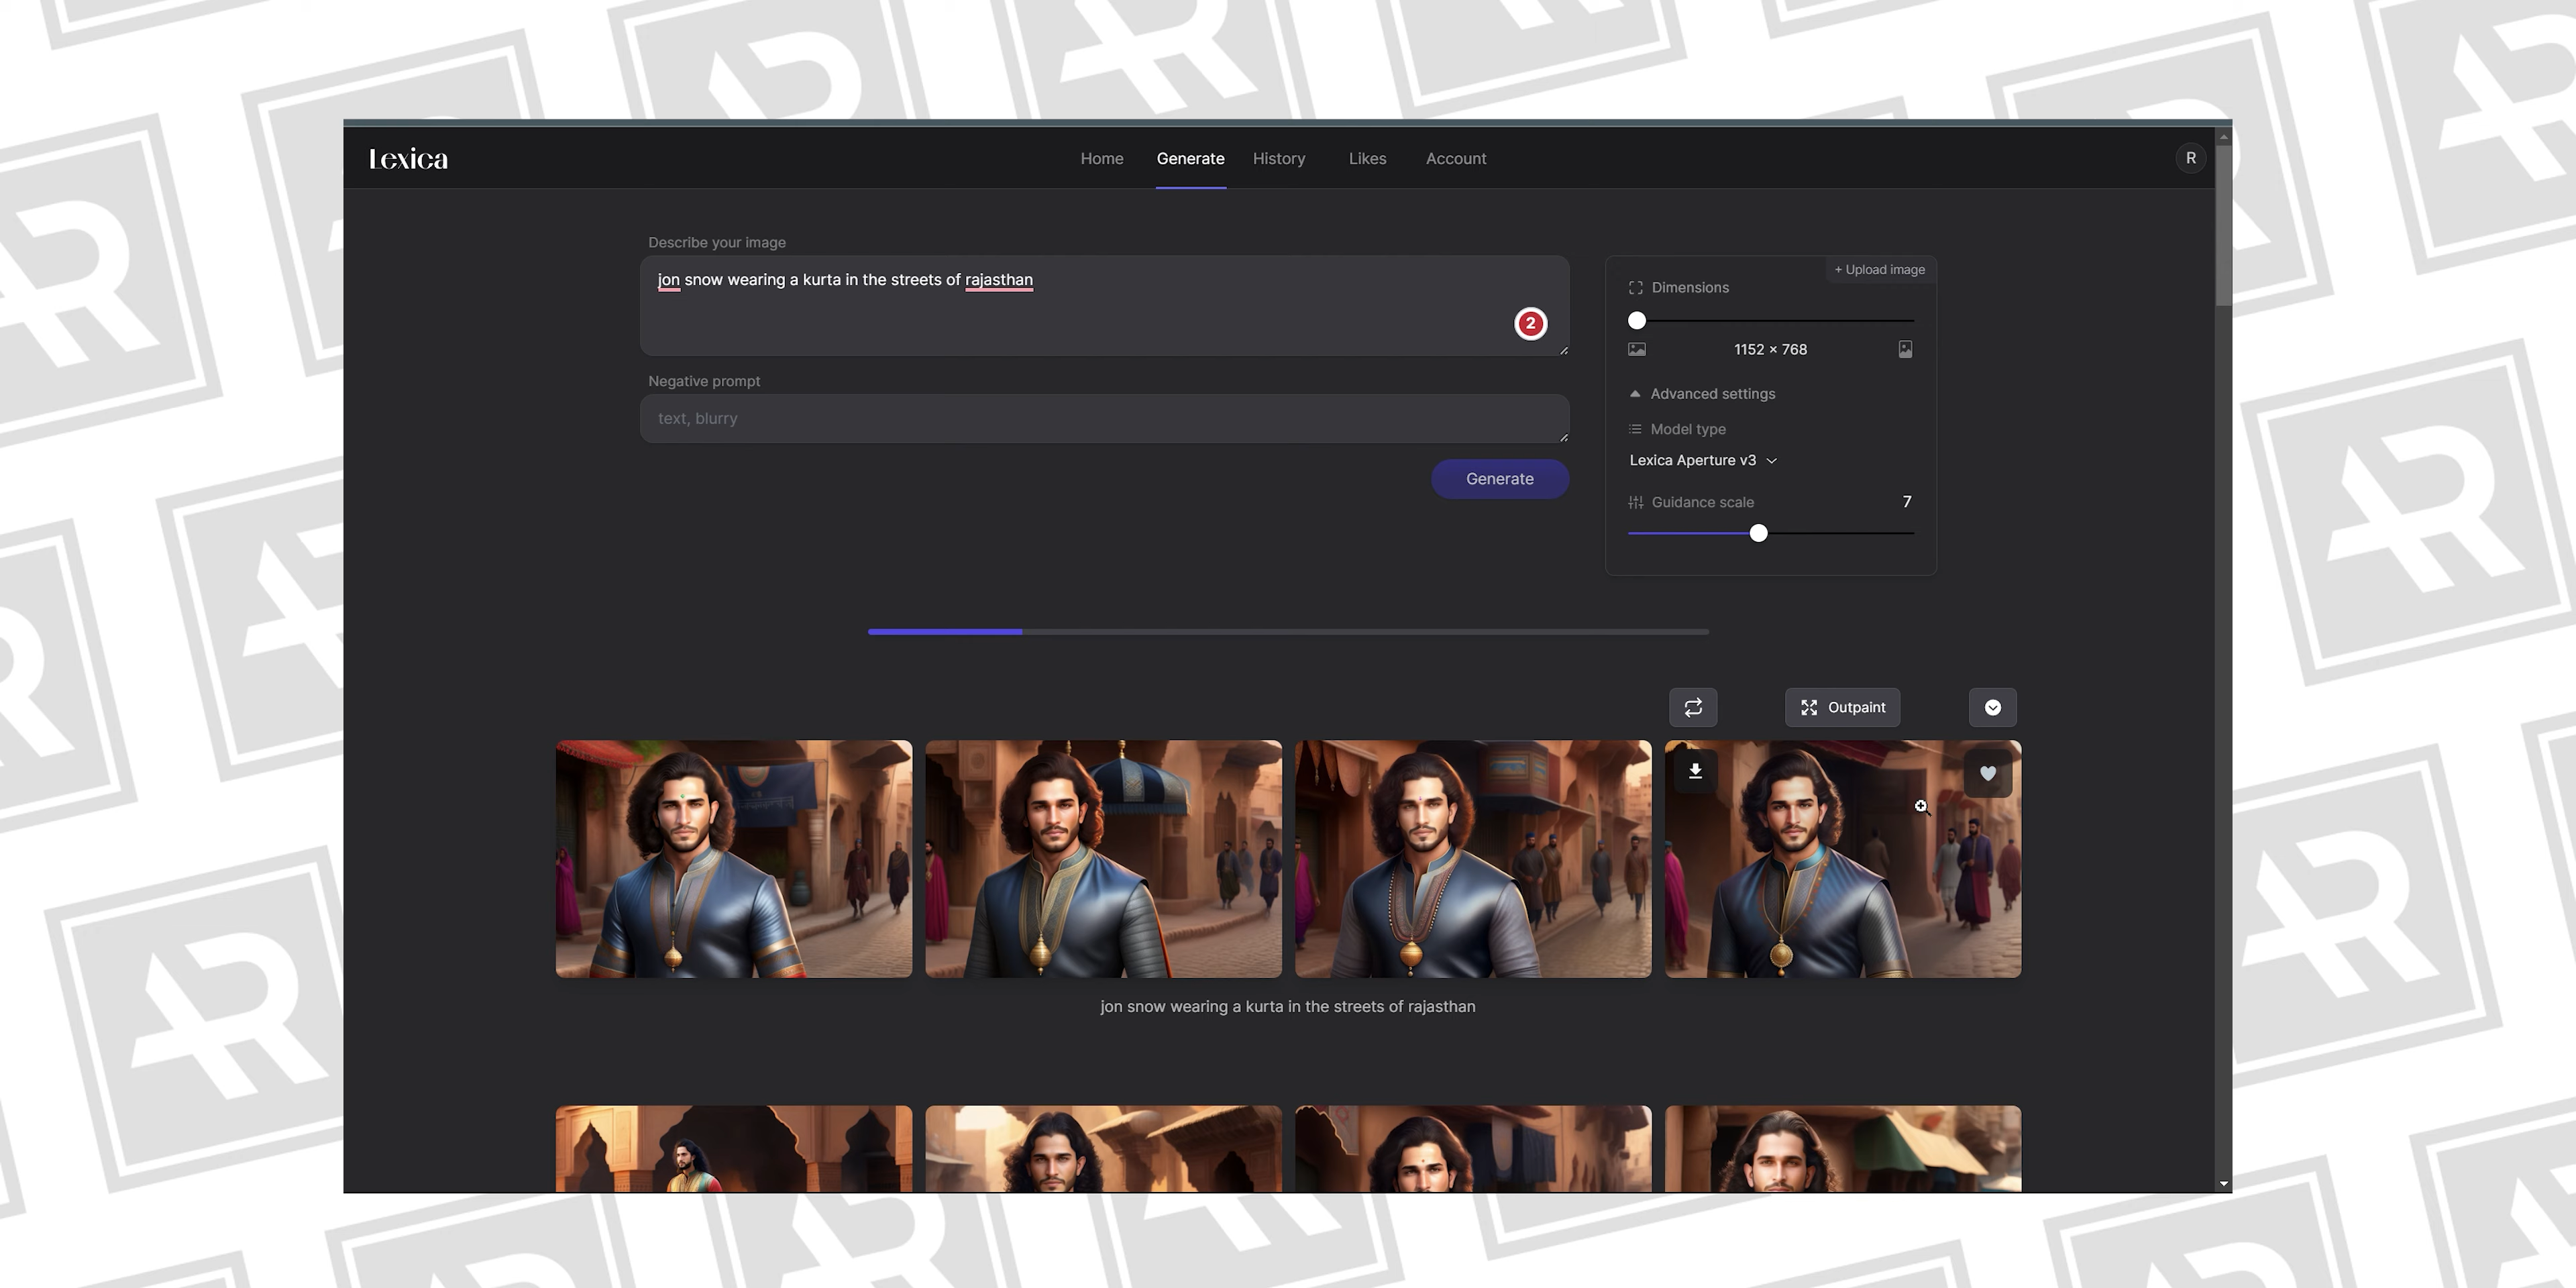 Lexica
Home Generate History Likes Account
R
Describe your image
jon snow wearing a kurta in the streets of rajasthan
2
Negative prompt
text, blurry
Generate
+ Upload image
Dimensions
1152 × 768
Advanced settings
Model type
Lexica Aperture v3
Guidance scale 7
Outpaint
jon snow wearing a kurta in the streets of rajasthan